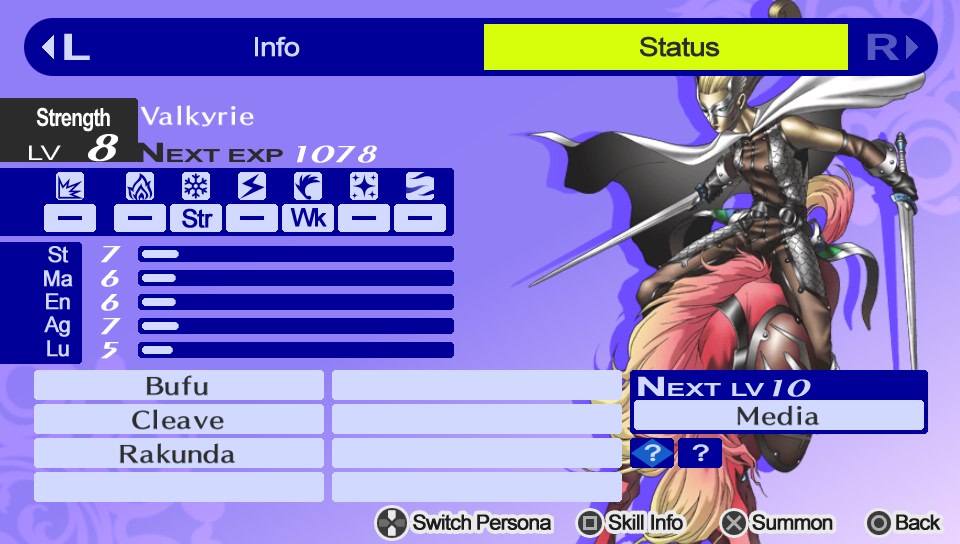 L Info Status R
Strength Valkyrie
LV 8 NEXT EXP 1078
– – Str – Wk – –
St 7
Ma 6
En 6
Ag 7
Lu 5
Bufu
Cleave
Rakunda
NEXT LV 10
Media
? ?
Switch Persona Skill Info Summon Back